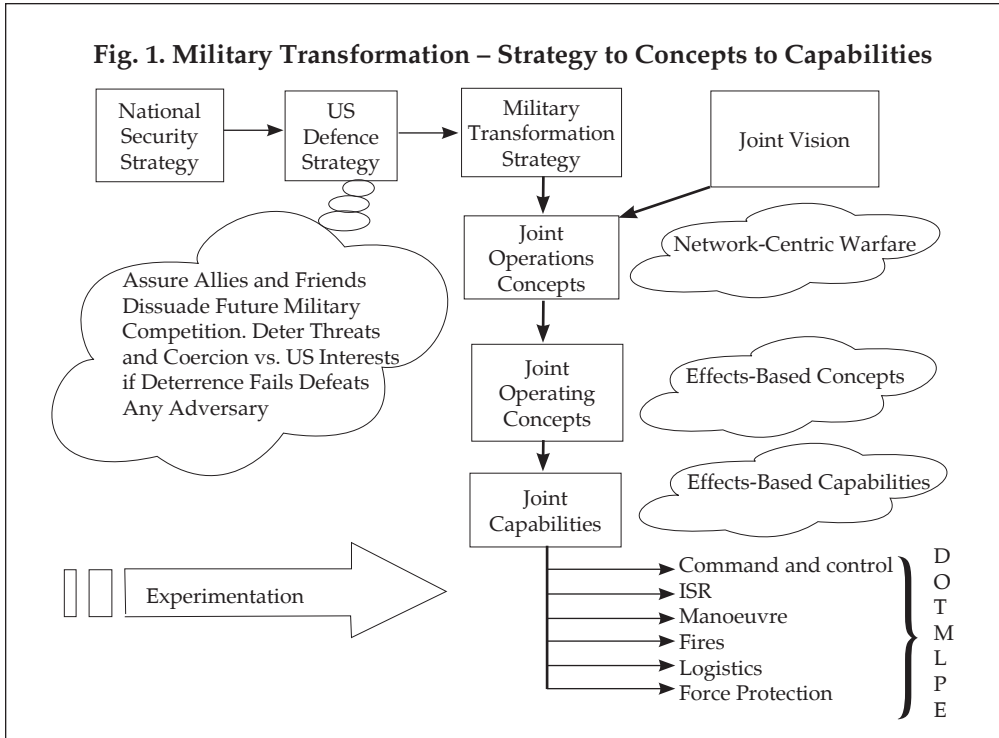 Fig. 1. Military Transformation – Strategy to Concepts to Capabilities
National
Security
Strategy
US
Defence
Strategy
Military
Transformation
Strategy
Joint Vision
Joint
Operations
Concepts
Network-Centric Warfare
Assure Allies and Friends
Dissuade Future Military
Competition. Deter Threats
and Coercion vs. US Interests
if Deterrence Fails Defeats
Any Adversary
Joint
Operating
Concepts
Effects-Based Concepts
Joint
Capabilities
Effects-Based Capabilities
Experimentation
Command and control
ISR
Manoeuvre
Fires
Logistics
Force Protection
D
O
T
M
L
P
E